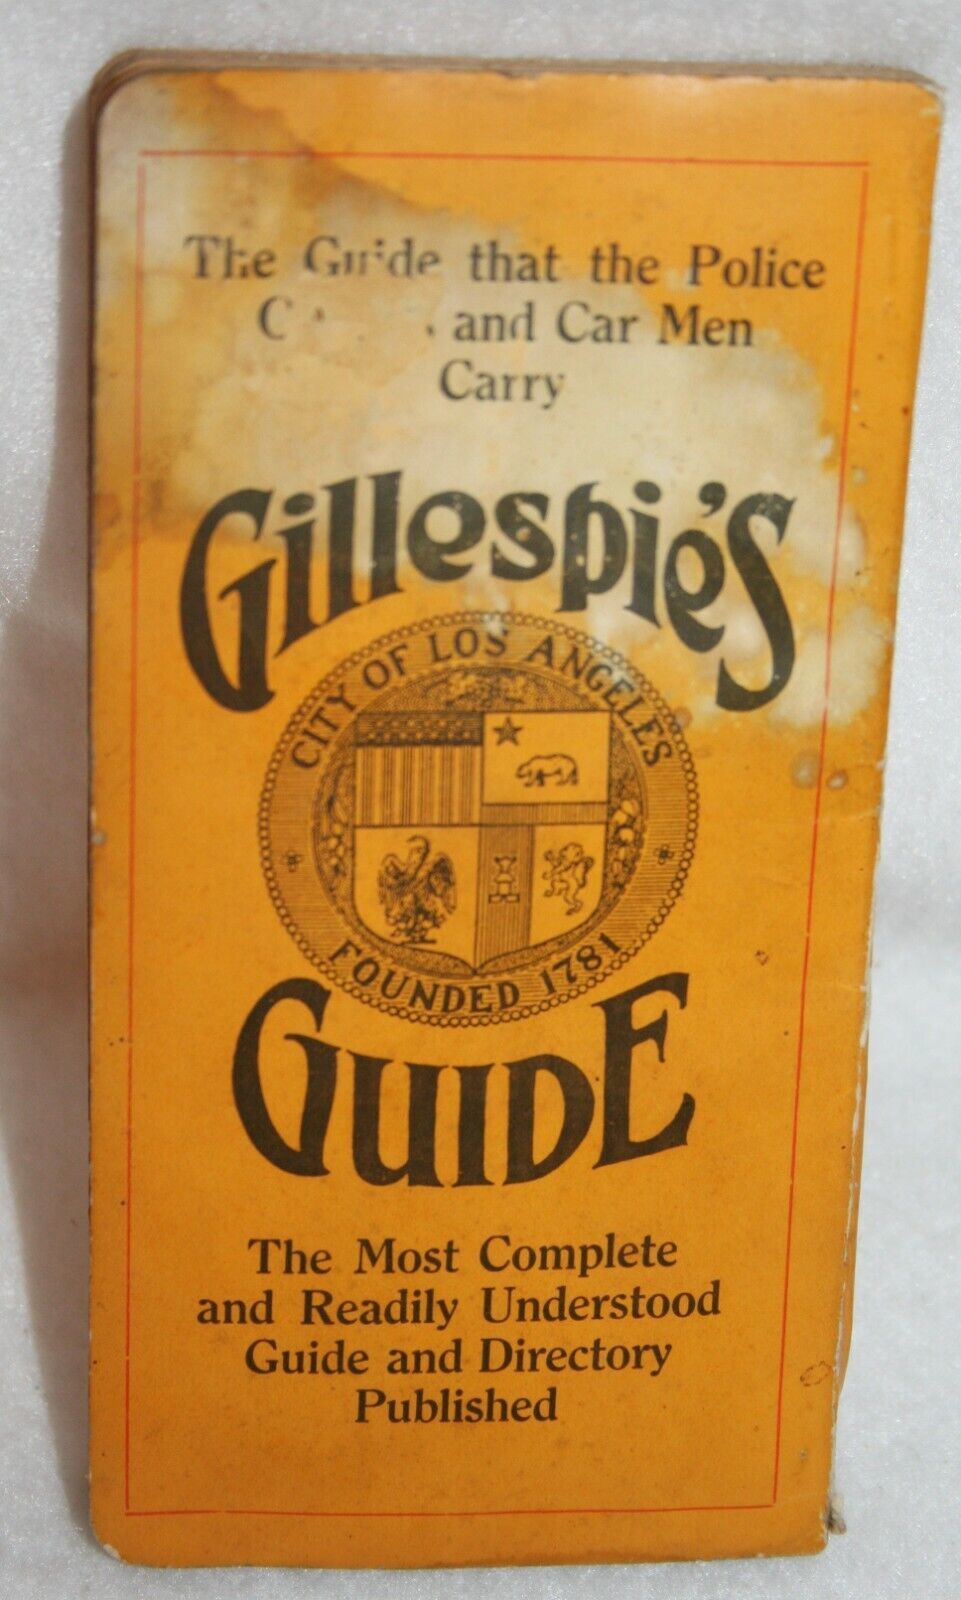 The Guide that the Police
and Car Men
Carry
Gillespie's
CITY OF LOS ANGELES
FOUNDED 1781
GUIDE
The Most Complete
and Readily Understood
Guide and Directory
Published